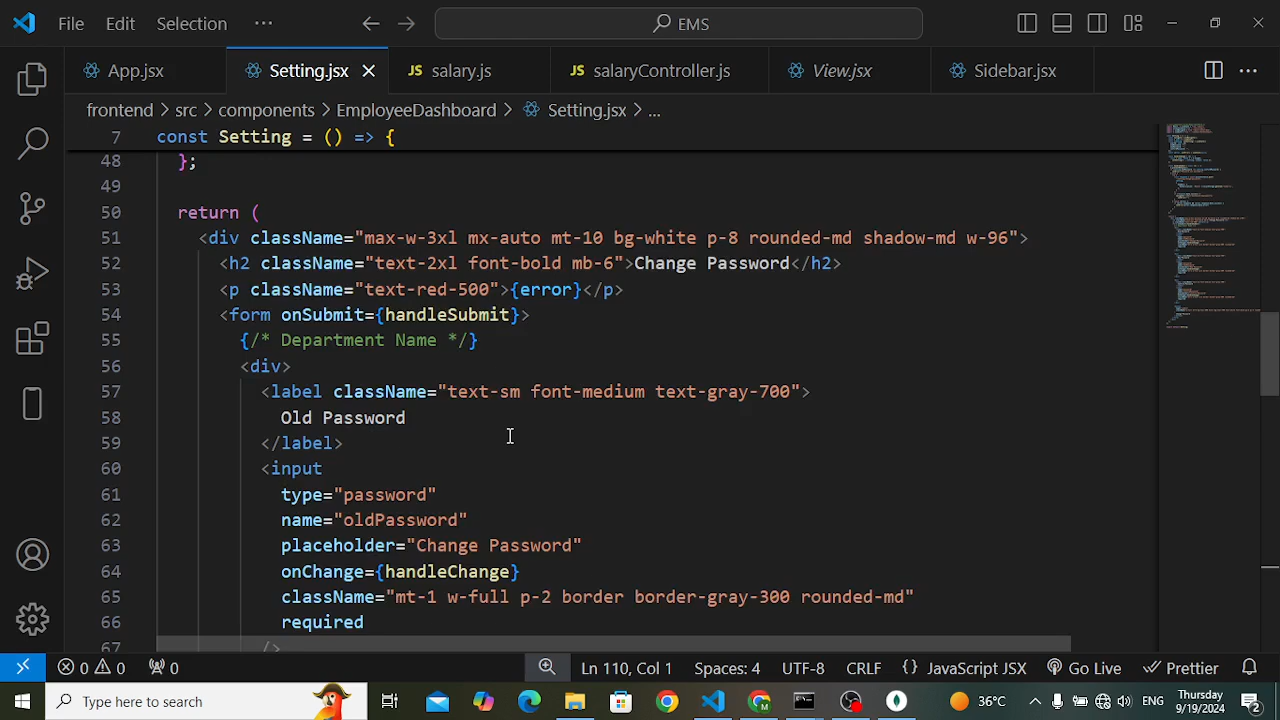 File Edit Selection ··· EMS
App.jsx Setting.jsx JS salary.js JS salaryController.js View.jsx Sidebar.jsx
frontend > src > components > EmployeeDashboard > Setting.jsx > ...
7 const Setting = () => {
48 };
49
50 return (
51 <div className="max-w-3xl mx-auto mt-10 bg-white p-8 rounded-md shadow-md w-96">
52 <h2 className="text-2xl font-bold mb-6">Change Password</h2>
53 <p className="text-red-500">{error}</p>
54 <form onSubmit={handleSubmit}>
55 {/* Department Name */}
56 <div>
57 <label className="text-sm font-medium text-gray-700">
58 Old Password
59 </label>
60 <input
61 type="password"
62 name="oldPassword"
63 placeholder="Change Password"
64 onChange={handleChange}
65 className="mt-1 w-full p-2 border border-gray-300 rounded-md"
66 required
67 />
0 0 0 Ln 110, Col 1 Spaces: 4 UTF-8 CRLF {} JavaScript JSX Go Live Prettier
Type here to search 38°C ENG Thursday 9/19/2024 2